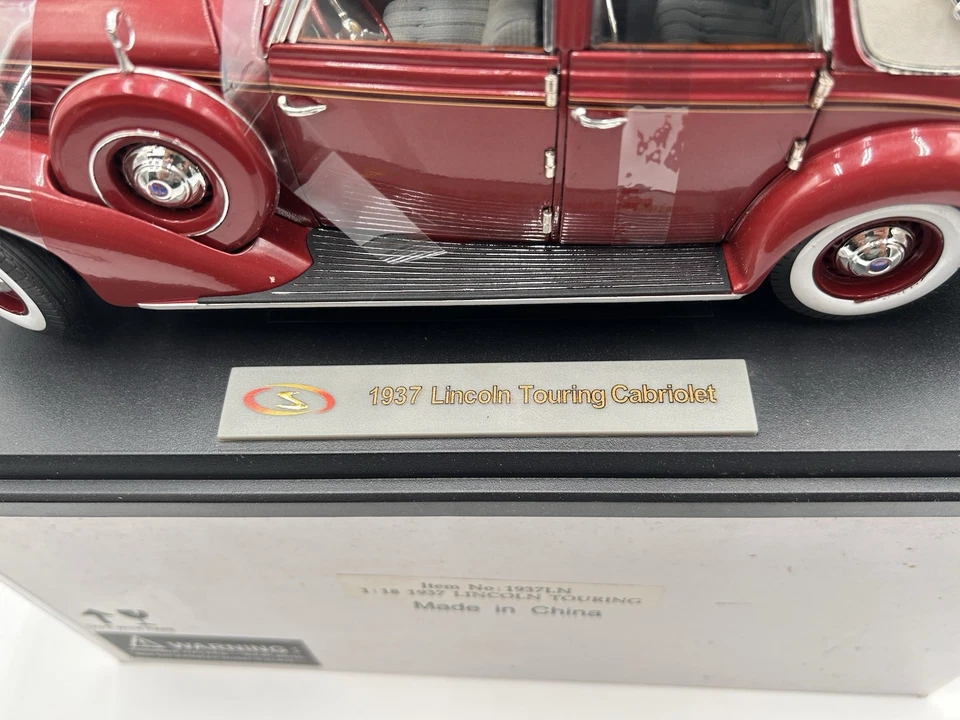 1937 Lincoln Touring Cabriolet
Item No: 1937LN
1:18 1937 LINCOLN TOURING
Made in China
WARNING: